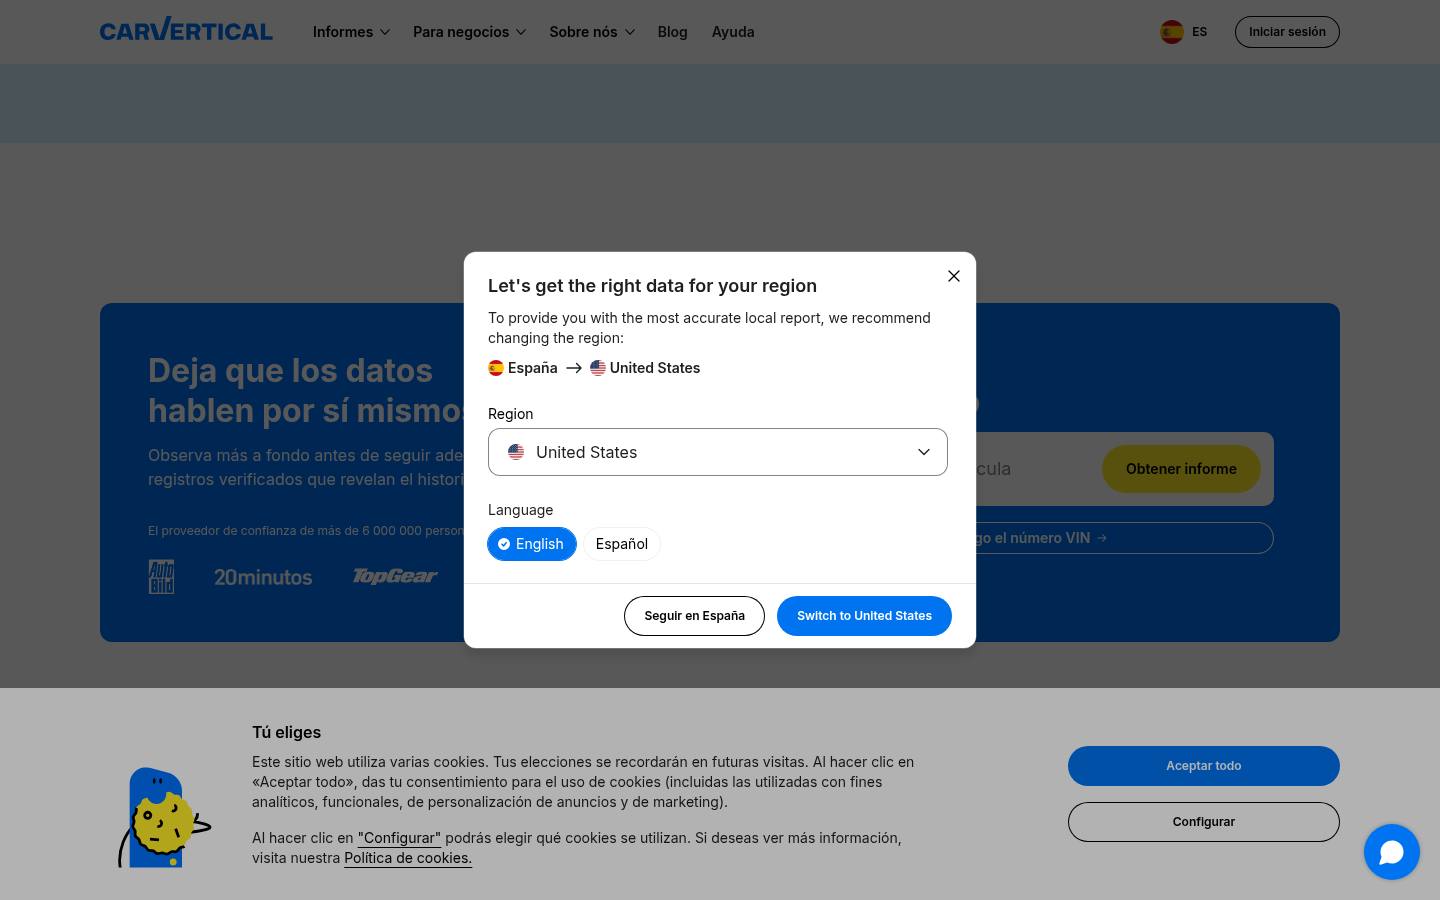 CARVERTICAL
Informes
Para negocios
Sobre nós
Blog
Ayuda
ES
Iniciar sesión
Let's get the right data for your region
To provide you with the most accurate local report, we recommend
changing the region:
España → United States
Region
United States
Language
English
Español
Seguir en España
Switch to United States
Deja que los datos
hablen por sí mismos
Observa más a fondo antes de seguir
registros verificados que revelan el
El proveedor de confianza de más de 6 000 000
Auto
Bild
20minutos
TopGear
Obtener informe
el número VIN →
Tú eliges
Este sitio web utiliza varias cookies. Tus elecciones se recordarán en futuras visitas. Al hacer clic en
«Aceptar todo», das tu consentimiento para el uso de cookies (incluidas las utilizadas con fines
analíticos, funcionales, de personalización de anuncios y de marketing).
Al hacer clic en "Configurar" podrás elegir qué cookies se utilizan. Si deseas ver más información,
visita nuestra Política de cookies.
Aceptar todo
Configurar